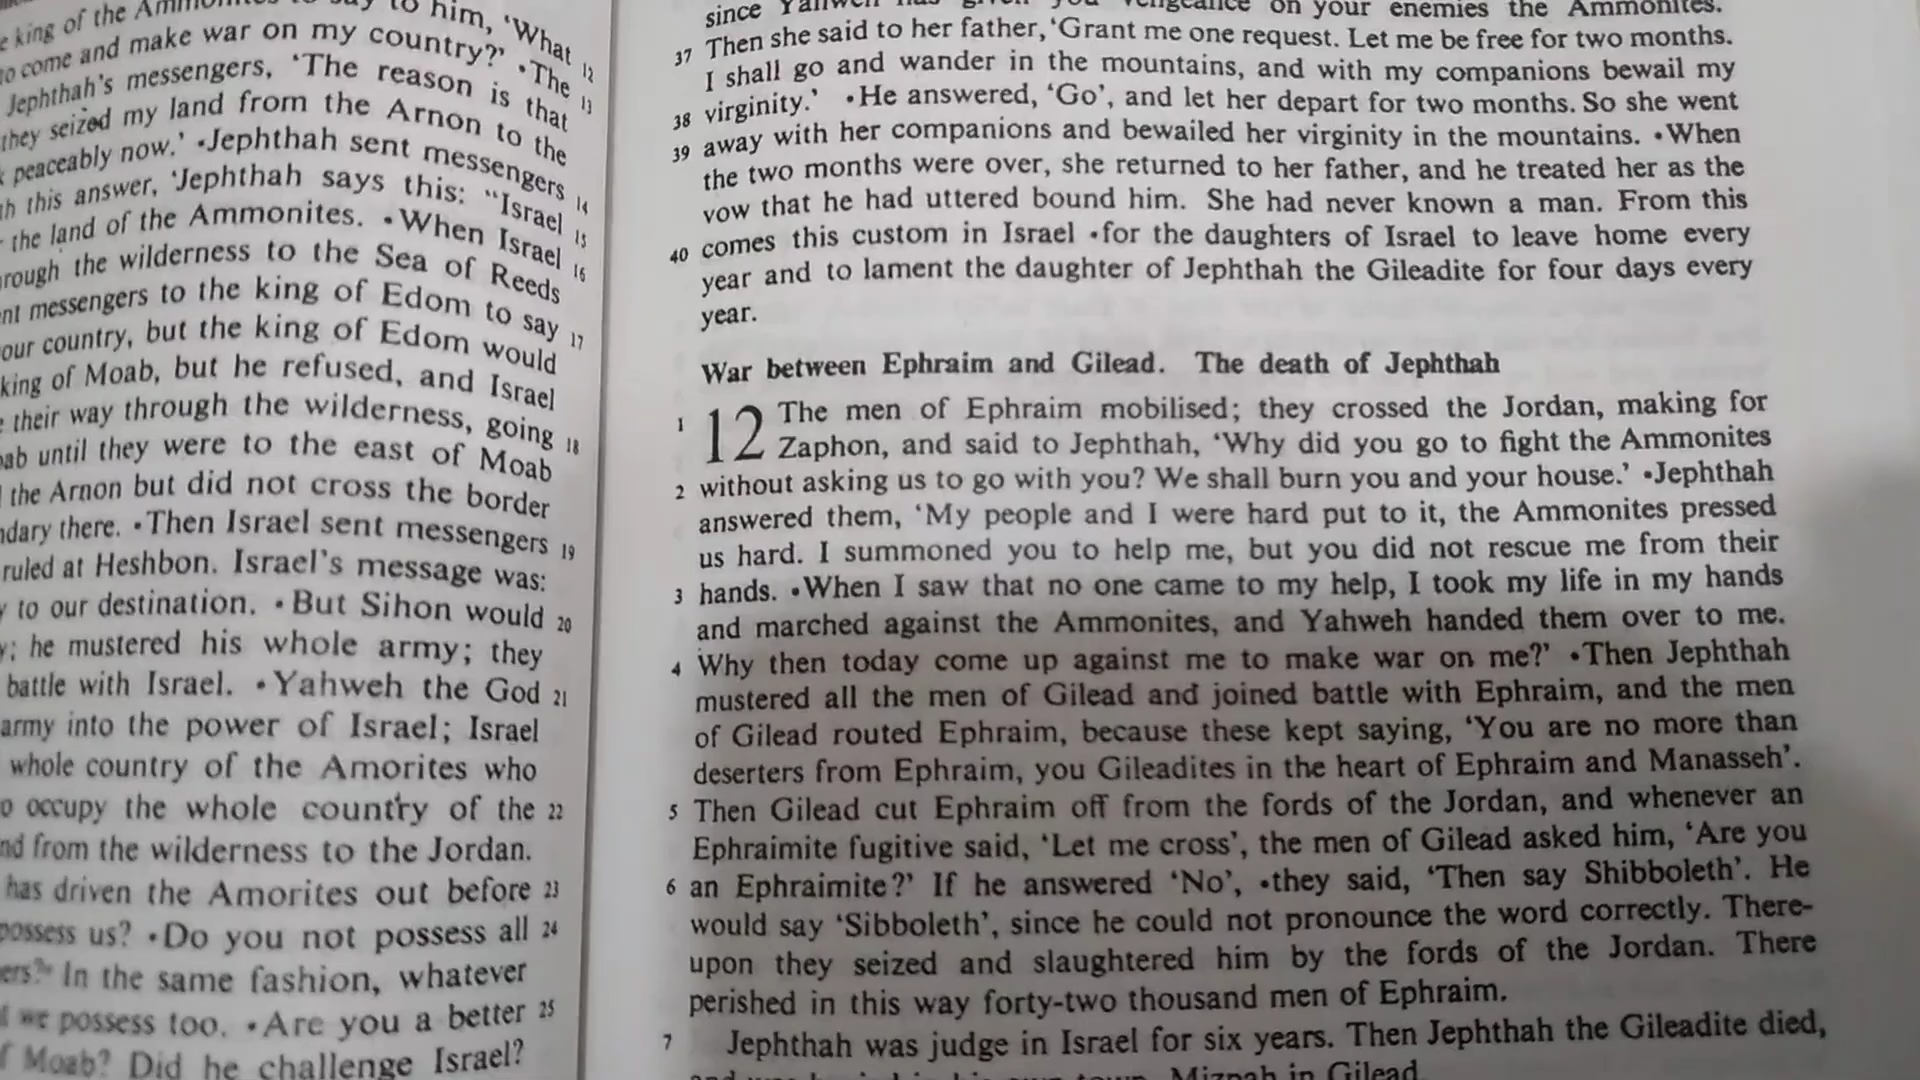 king of the Ammonites to say to him, 'What
to come and make war on my country?' •The 12
Jephthah's messengers, 'The reason is that 13
they seized my land from the Arnon to the
peaceably now.' •Jephthah sent messengers 14
this answer, 'Jephthah says this: "Israel 15
the land of the Ammonites. •When Israel 16
through the wilderness to the Sea of Reeds
messengers to the king of Edom to say 17
our country, but the king of Edom would
king of Moab, but he refused, and Israel
their way through the wilderness, going 18
until they were to the east of Moab
the Arnon but did not cross the border
there. •Then Israel sent messengers 19
ruled at Heshbon. Israel's message was:
to our destination. •But Sihon would 20
he mustered his whole army; they
battle with Israel. •Yahweh the God 21
army into the power of Israel; Israel
whole country of the Amorites who
occupy the whole country of the 22
from the wilderness to the Jordan.
has driven the Amorites out before 23
possess us? •Do you not possess all 24
In the same fashion, whatever
we possess too. •Are you a better 25
Moab? Did he challenge Israel?
since Yahweh has given you vengeance on your enemies the Ammonites.
37 Then she said to her father, 'Grant me one request. Let me be free for two months.
I shall go and wander in the mountains, and with my companions bewail my
38 virginity.' •He answered, 'Go', and let her depart for two months. So she went
39 away with her companions and bewailed her virginity in the mountains. •When
the two months were over, she returned to her father, and he treated her as the
vow that he had uttered bound him. She had never known a man. From this
40 comes this custom in Israel •for the daughters of Israel to leave home every
year and to lament the daughter of Jephthah the Gileadite for four days every
year.
War between Ephraim and Gilead. The death of Jephthah
1 12 The men of Ephraim mobilised; they crossed the Jordan, making for
Zaphon, and said to Jephthah, 'Why did you go to fight the Ammonites
2 without asking us to go with you? We shall burn you and your house.' •Jephthah
answered them, 'My people and I were hard put to it, the Ammonites pressed
us hard. I summoned you to help me, but you did not rescue me from their
3 hands. •When I saw that no one came to my help, I took my life in my hands
and marched against the Ammonites, and Yahweh handed them over to me.
4 Why then today come up against me to make war on me?' •Then Jephthah
mustered all the men of Gilead and joined battle with Ephraim, and the men
of Gilead routed Ephraim, because these kept saying, 'You are no more than
deserters from Ephraim, you Gileadites in the heart of Ephraim and Manasseh'.
5 Then Gilead cut Ephraim off from the fords of the Jordan, and whenever an
Ephraimite fugitive said, 'Let me cross', the men of Gilead asked him, 'Are you
6 an Ephraimite?' If he answered 'No', •they said, 'Then say Shibboleth'. He
would say 'Sibboleth', since he could not pronounce the word correctly. There-
upon they seized and slaughtered him by the fords of the Jordan. There
perished in this way forty-two thousand men of Ephraim.
7 Jephthah was judge in Israel for six years. Then Jephthah the Gileadite died,
Mizpah in Gilead